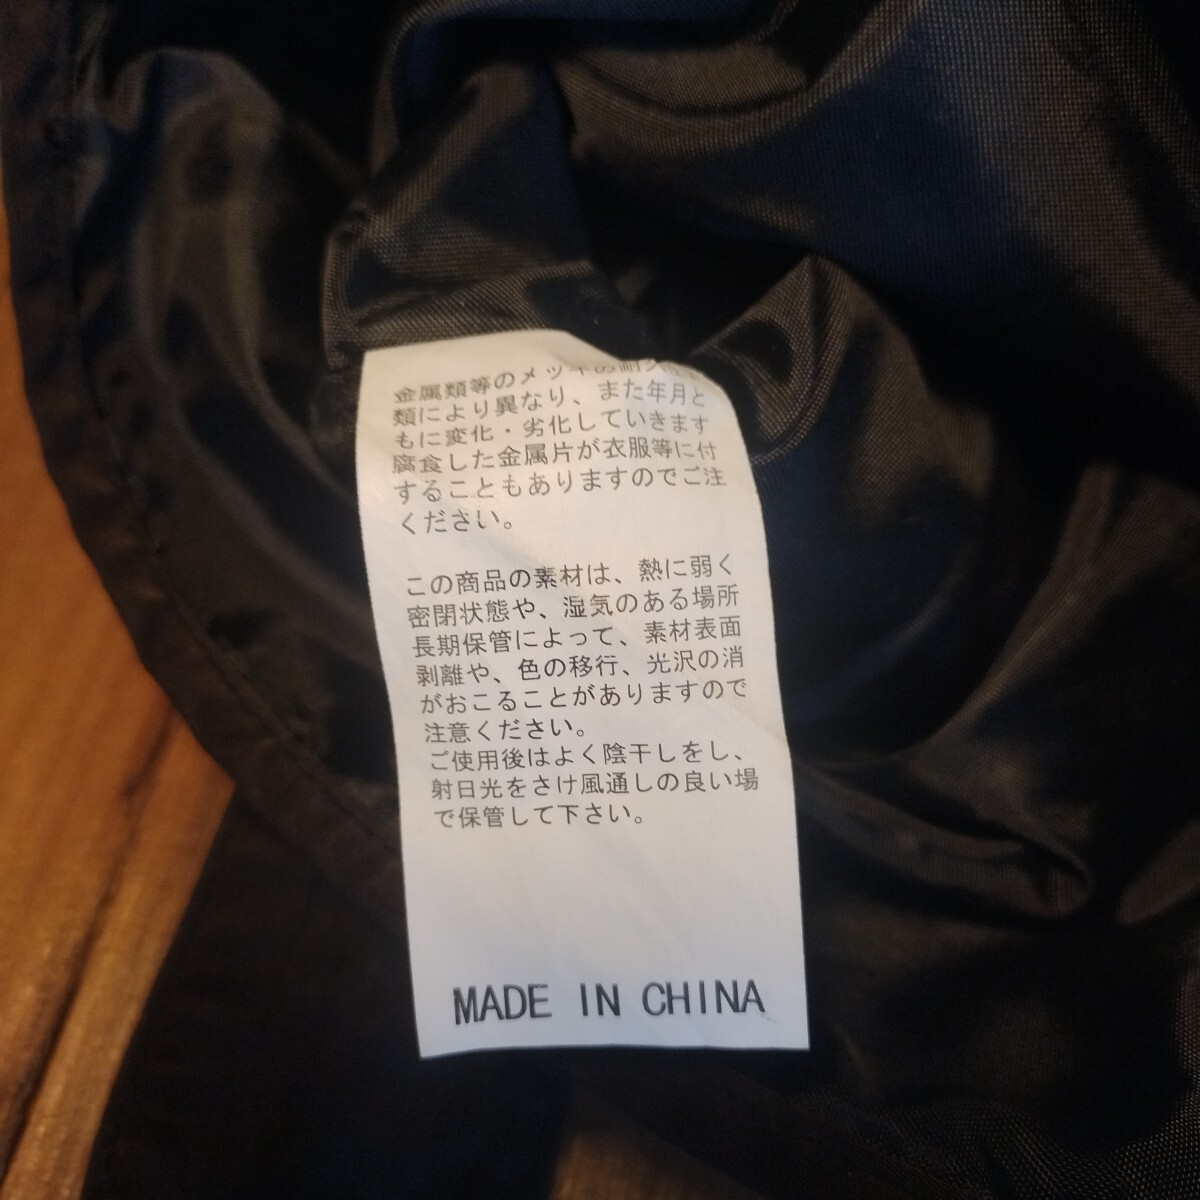 金属類等のメッキの耐久
類により異なり、また年月と
もに変化・劣化していきます
腐食した金属片が衣服等に付
することもありますのでご注
ください。
この商品の素材は、熱に弱く
密閉状態や、湿気のある場所
長期保管によって、素材表面
剥離や、色の移行、光沢の消
がおこることがありますので
注意ください。
ご使用後はよく陰干しをし、
射日光をさけ風通しの良い場
で保管して下さい。
MADE IN CHINA